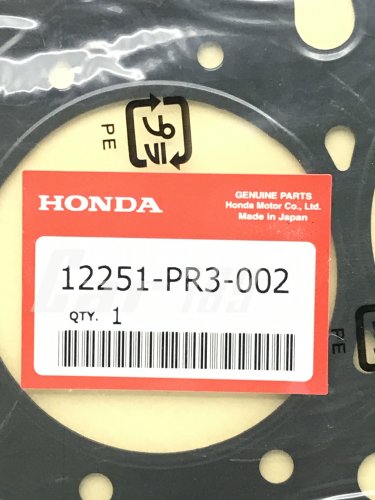 プラ
PE
HONDA
GENUINE PARTS
Honda Motor Co., Ltd.
Made in Japan
12251-PR3-002
QTY. 1
PE